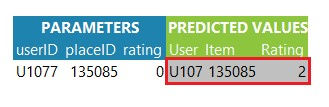 PARAMETERS PREDICTED VALUES
userID placeID rating User Item Rating
U1077 135085 0 U107 135085 2